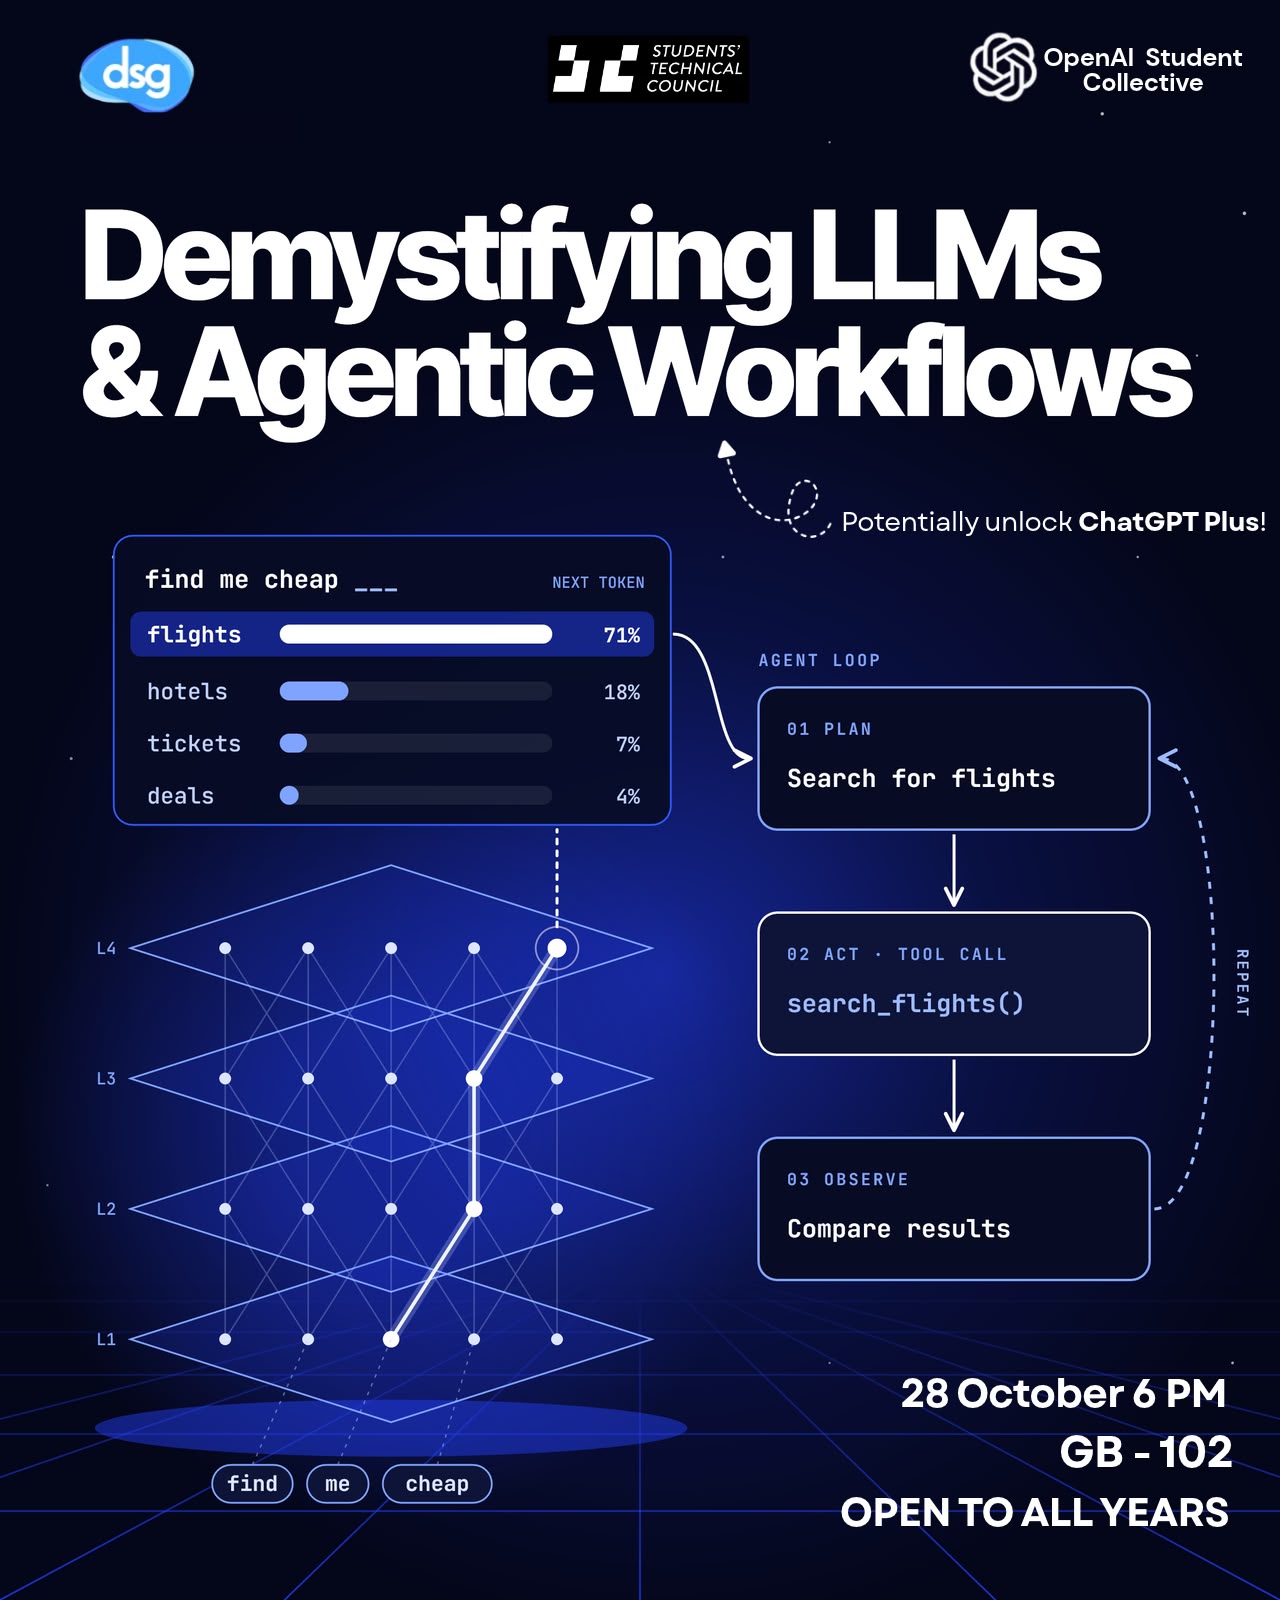 dsg
STUDENTS'
TECHNICAL
COUNCIL
OpenAI Student
Collective
Demystifying LLMs
& Agentic Workflows
Potentially unlock ChatGPT Plus!
find me cheap ___
NEXT TOKEN
flights 71%
hotels 18%
tickets 7%
deals 4%
AGENT LOOP
01 PLAN
Search for flights
02 ACT · TOOL CALL
search_flights()
03 OBSERVE
Compare results
REPEAT
L4
L3
L2
L1
find me cheap
28 October 6 PM
GB - 102
OPEN TO ALL YEARS